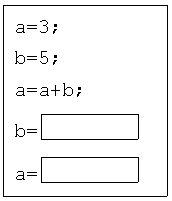 a=3;
b=5;
a=a+b;
b=
a=